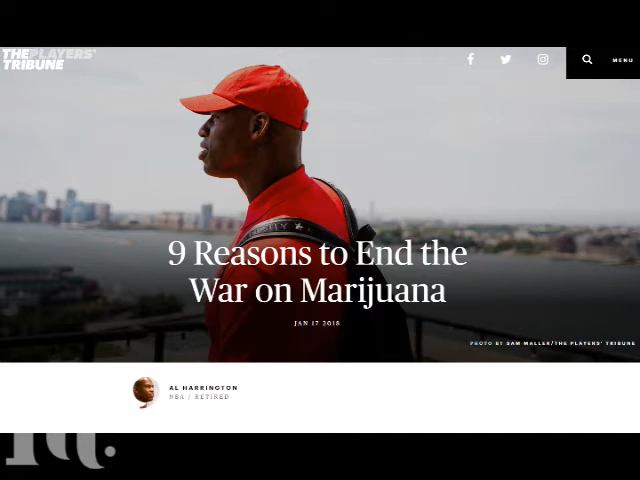 THE PLAYERS'
TRIBUNE
MENU
9 Reasons to End the
War on Marijuana
JAN 17 2018
PHOTO BY SAM MALLER/THE PLAYERS' TRIBUNE
AL HARRINGTON
NBA / RETIRED